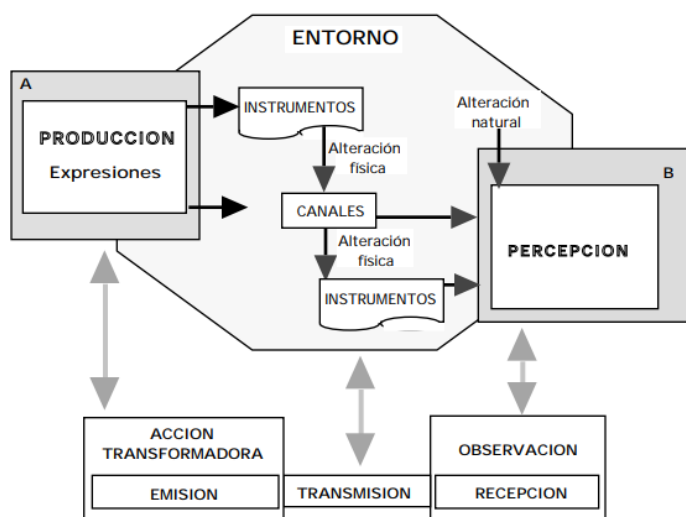 ENTORNO
A
INSTRUMENTOS
Alteración
natural
PRODUCCION
Expresiones
Alteración
física
B
CANALES
Alteración
física
PERCEPCION
INSTRUMENTOS
ACCION
TRANSFORMADORA
OBSERVACION
EMISION
TRANSMISION
RECEPCION